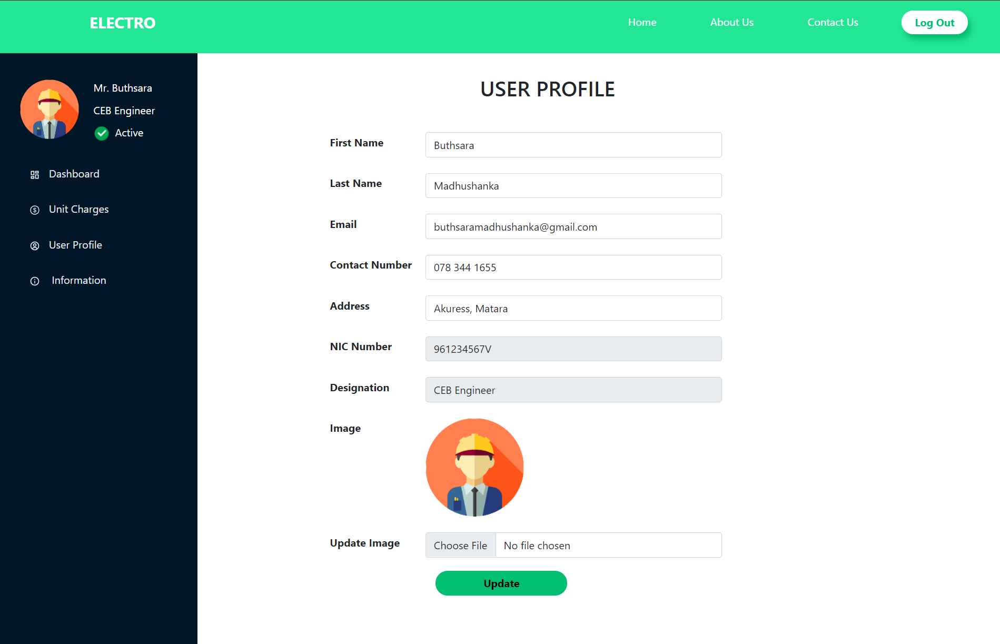 ELECTRO
Home
About Us
Contact Us
Log Out
Mr. Buthsara
CEB Engineer
Active
Dashboard
Unit Charges
User Profile
Information
USER PROFILE
First Name
Buthsara
Last Name
Madhushanka
Email
buthsaramadhushanka@gmail.com
Contact Number
078 344 1655
Address
Akuress, Matara
NIC Number
961234567V
Designation
CEB Engineer
Image
Update Image
Choose File
No file chosen
Update